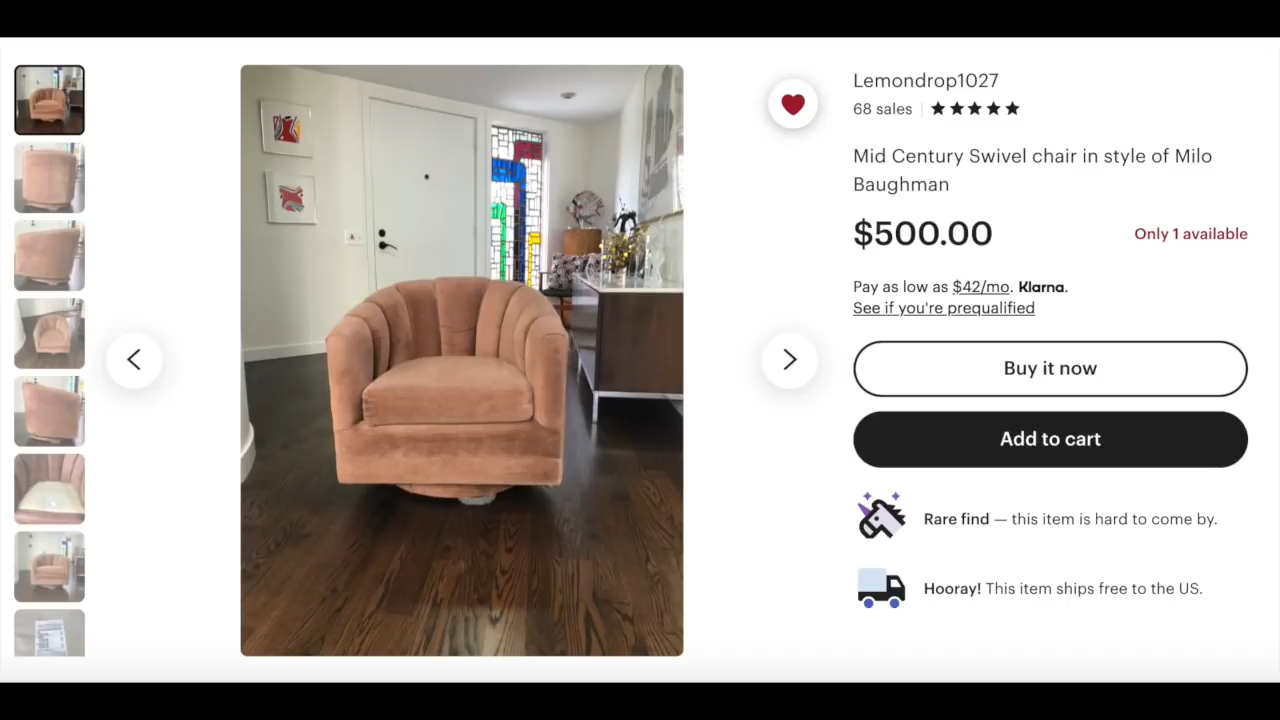 Lemondrop1027
68 sales
Mid Century Swivel chair in style of Milo
Baughman
$500.00
Only 1 available
Pay as low as $42/mo. Klarna.
See if you're prequalified
Buy it now
Add to cart
Rare find — this item is hard to come by.
Hooray! This item ships free to the US.